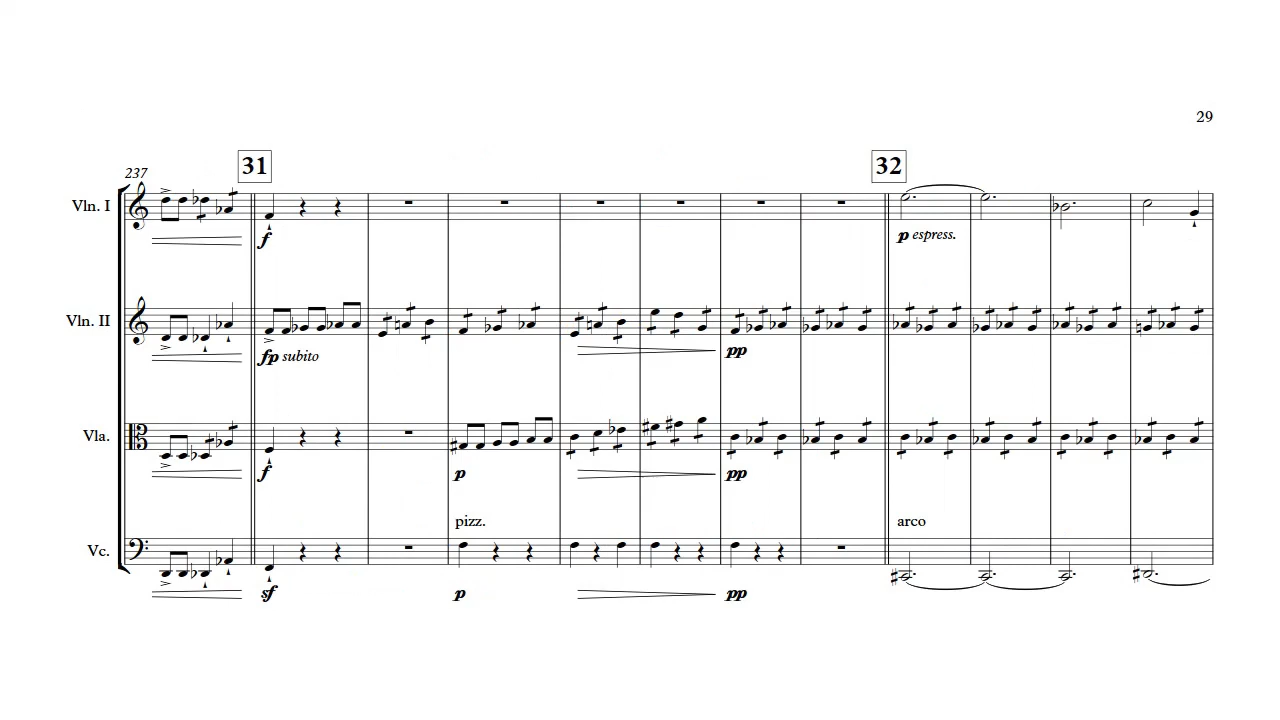 29
237
31
32
Vln. I
f
p espress.
Vln. II
fp subito
pp
Vla.
f
p
pp
pizz.
arco
Vc.
sf
p
pp